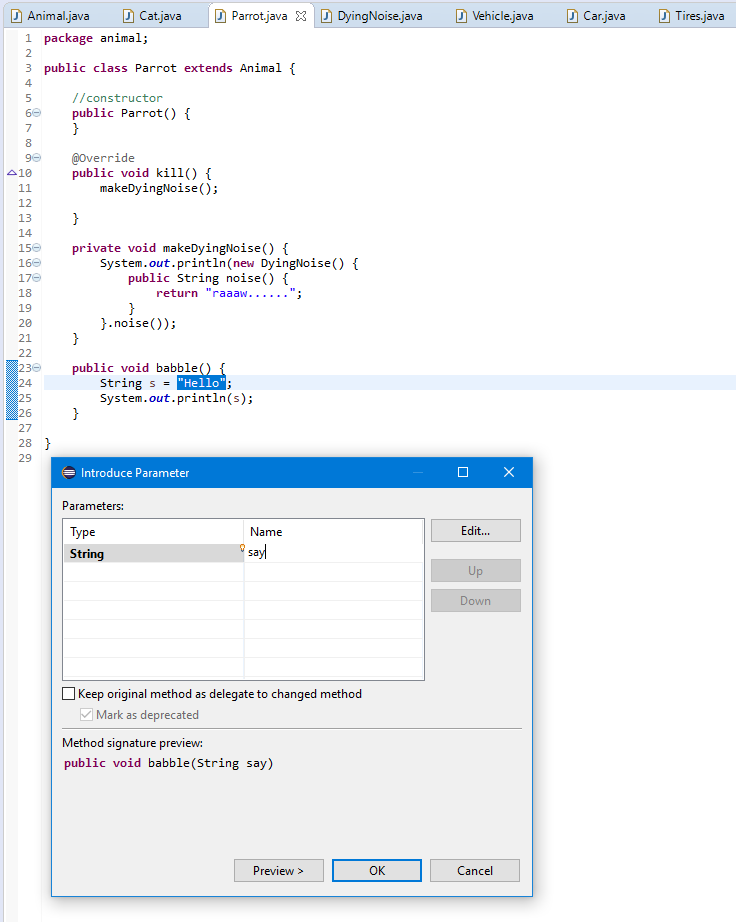 Animal.java Cat.java Parrot.java DyingNoise.java Vehicle.java Car.java Tires.java
1 package animal;
2
3 public class Parrot extends Animal {
4
5 //constructor
6 public Parrot() {
7 }
8
9 @Override
10 public void kill() {
11 makeDyingNoise();
12
13 }
14
15 private void makeDyingNoise() {
16 System.out.println(new DyingNoise() {
17 public String noise() {
18 return "raaaw......";
19 }
20 }.noise());
21 }
22
23 public void babble() {
24 String s = "Hello";
25 System.out.println(s);
26 }
27
28 }
29
Introduce Parameter
Parameters:
Type Name
String say
Edit...
Up
Down
Keep original method as delegate to changed method
Mark as deprecated
Method signature preview:
public void babble(String say)
Preview > OK Cancel